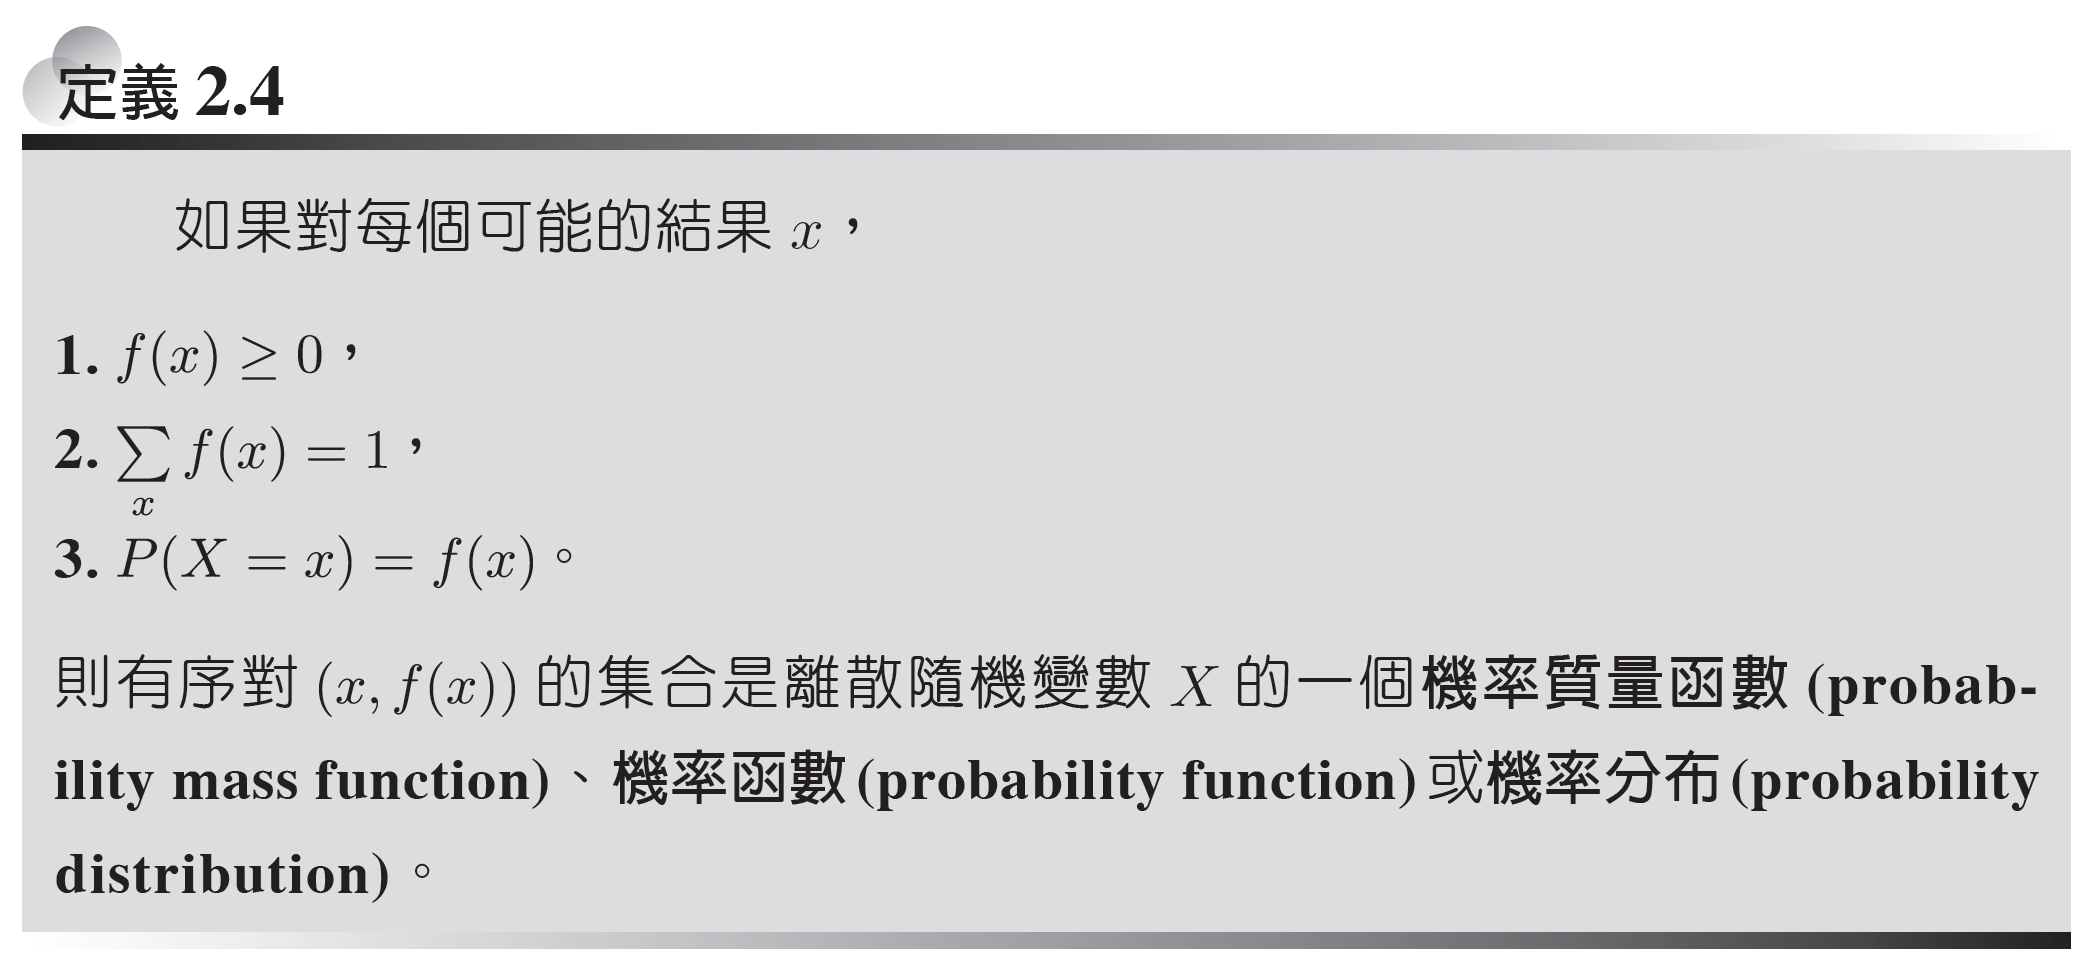 定義 2.4
如果對每個可能的結果 x，
1. f(x) ≥ 0，
2. ∑ f(x) = 1，
x
3. P(X = x) = f(x)。
則有序對 (x, f(x)) 的集合是離散隨機變數 X 的一個機率質量函數 (probab-
ility mass function)、機率函數 (probability function) 或機率分布 (probability
distribution)。